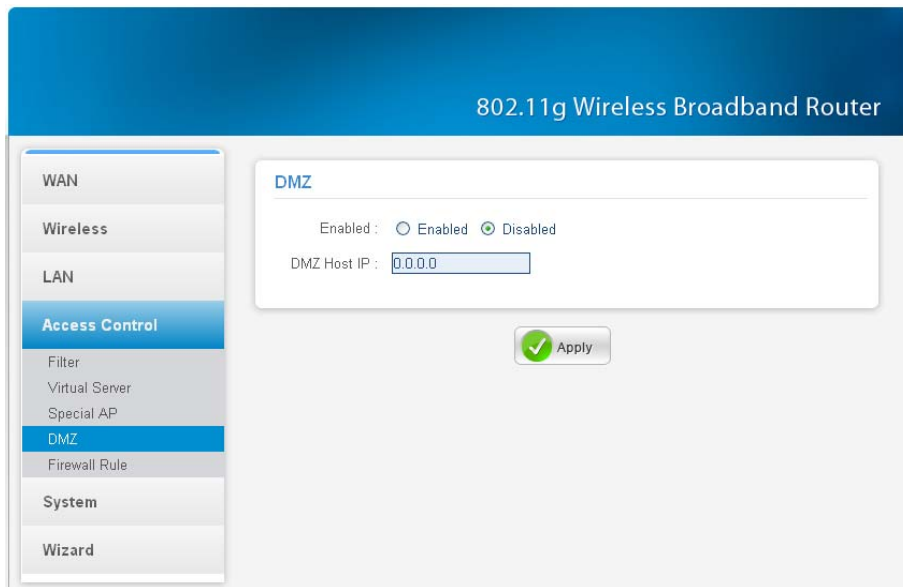 802.11g Wireless Broadband Router
WAN
Wireless
LAN
Access Control
Filter
Virtual Server
Special AP
DMZ
Firewall Rule
System
Wizard
DMZ
Enabled : Enabled Disabled
DMZ Host IP : 0.0.0.0
Apply